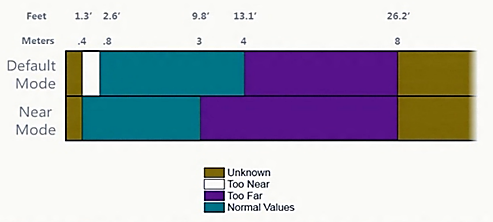 Feet 1.3’ 2.6’ 9.8’ 13.1’ 26.2’
Meters .4 .8 3 4 8
Default
Mode
Near
Mode
Unknown
Too Near
Too Far
Normal Values